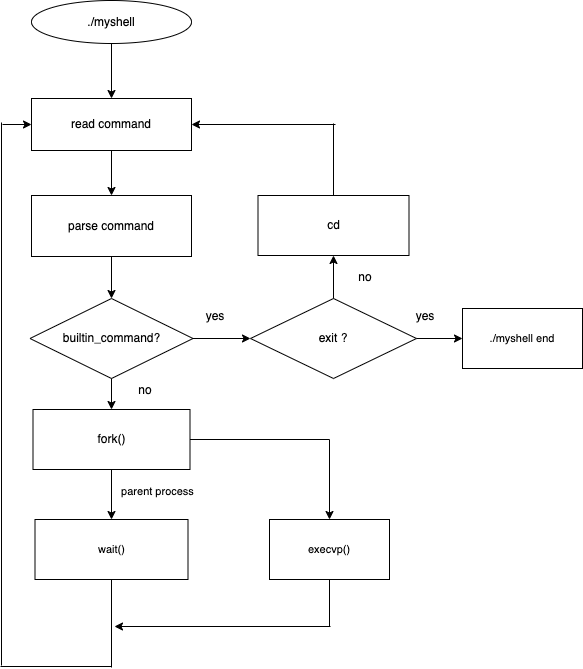 ./myshell
read command
parse command
cd
no
builtin_command?
yes
exit ?
yes
./myshell end
no
fork()
parent process
wait()
execvp()